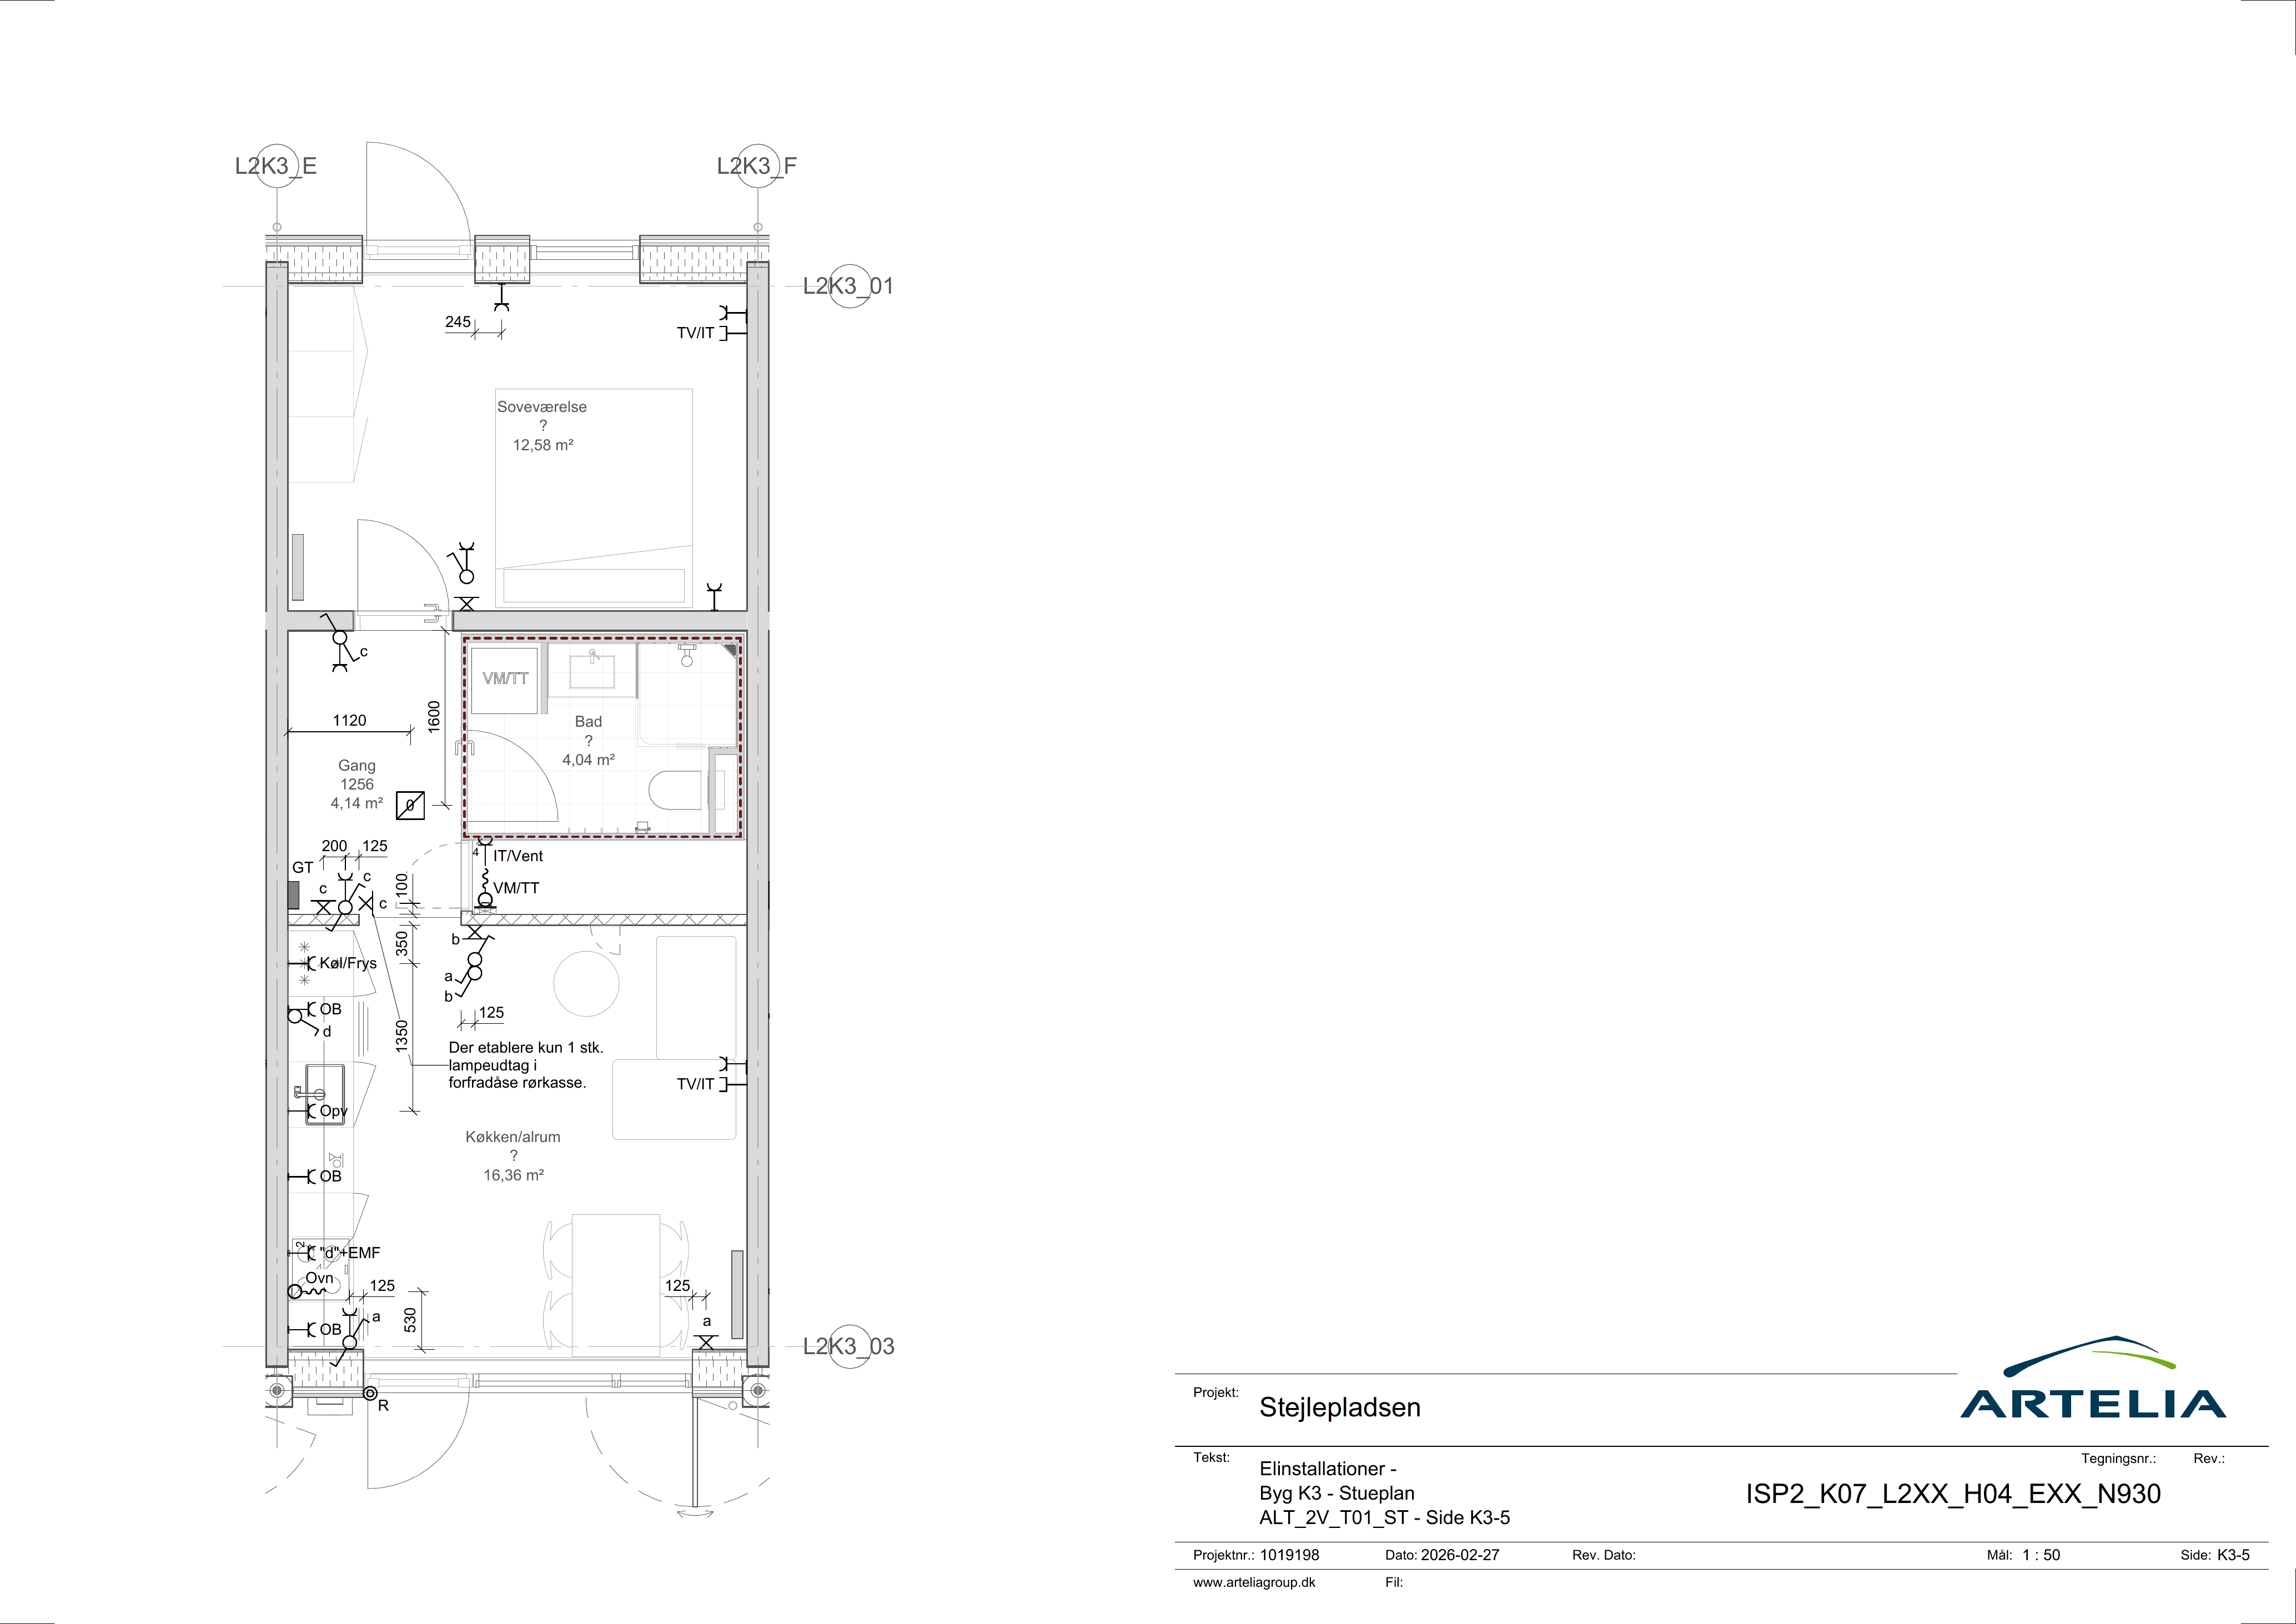 L2K3_E
L2K3_F
L2K3_01
245
TV/IT
Soveværelse
?
12,58 m²
c
VM/TT
1120
1600
Bad
?
4,04 m²
Gang
1256
4,14 m²
0
200
125
GT
4
IT/Vent
c
c
c
100
VM/TT
b
350
Køl/Frys
a
b
OB
d
125
1350
Der etablere kun 1 stk.
lampeudtag i
forfradåse rørkasse.
TV/IT
Opv
Køkken/alrum
?
16,36 m²
OB
2
"d"+EMF
Ovn
125
125
530
a
a
OB
L2K3_03
R
Projekt:
Stejlepladsen
ARTELIA
Tekst:
Elinstallationer -
Byg K3 - Stueplan
ALT_2V_T01_ST - Side K3-5
Tegningsnr.:
Rev.:
ISP2_K07_L2XX_H04_EXX_N930
Projektnr.: 1019198
Dato: 2026-02-27
Rev. Dato:
Mål: 1 : 50
Side: K3-5
www.arteliagroup.dk
Fil: